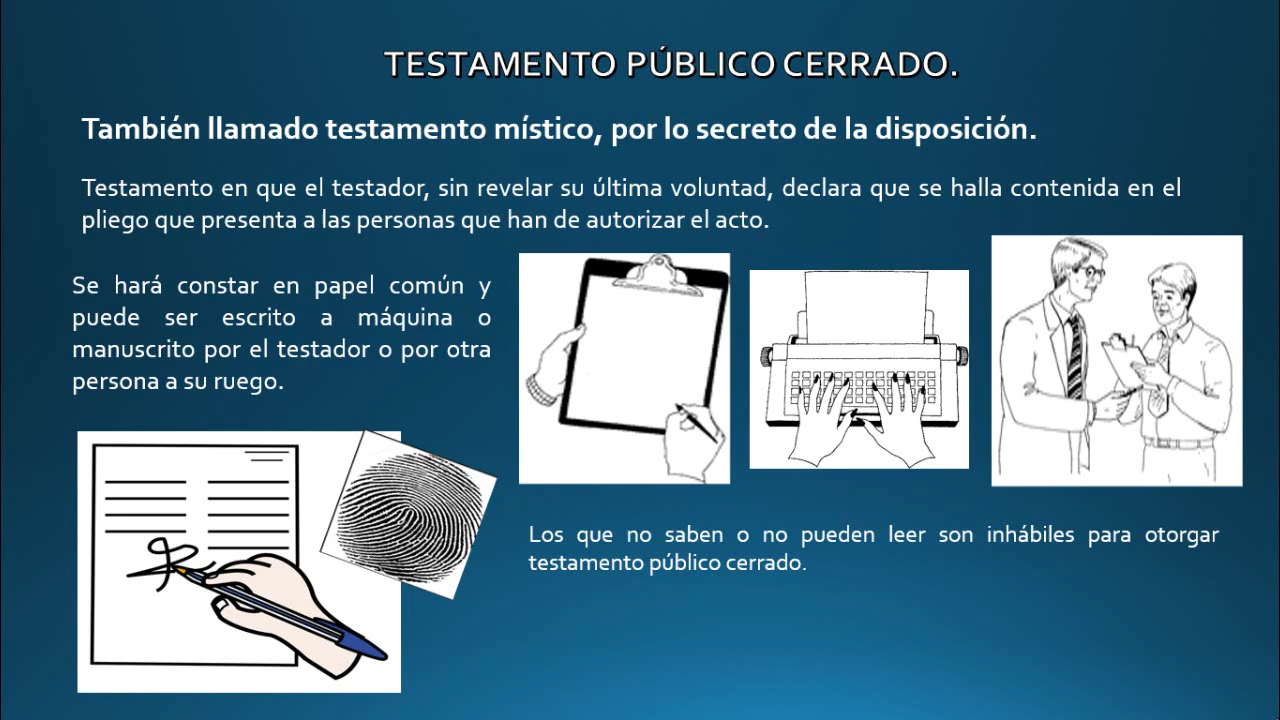 TESTAMENTO PÚBLICO CERRADO.
También llamado testamento místico, por lo secreto de la disposición.
Testamento en que el testador, sin revelar su última voluntad, declara que se halla contenida en el
pliego que presenta a las personas que han de autorizar el acto.
Se hará constar en papel común y
puede ser escrito a máquina o
manuscrito por el testador o por otra
persona a su ruego.
Los que no saben o no pueden leer son inhábiles para otorgar
testamento público cerrado.